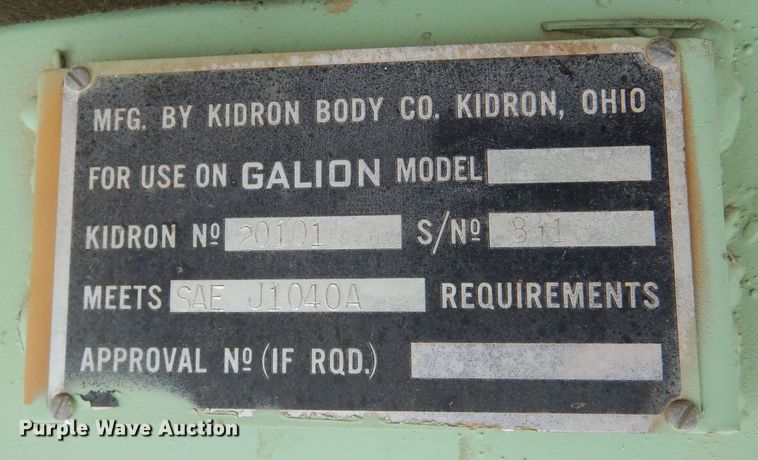 MFG. BY KIDRON BODY CO. KIDRON, OHIO
FOR USE ON GALION MODEL
KIDRON Nº 20101 S/Nº
MEETS SAE J1040A REQUIREMENTS
APPROVAL Nº (IF RQD.)
Purple Wave Auction